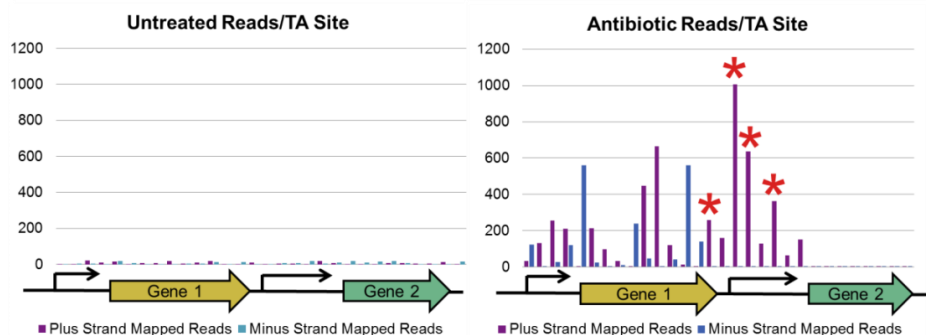 Untreated Reads/TA Site
1200
1000
800
600
400
200
0
Gene 1
Gene 2
Plus Strand Mapped Reads
Minus Strand Mapped Reads
Antibiotic Reads/TA Site
1200
1000
800
600
400
200
0
Gene 1
Gene 2
Plus Strand Mapped Reads
Minus Strand Mapped Reads